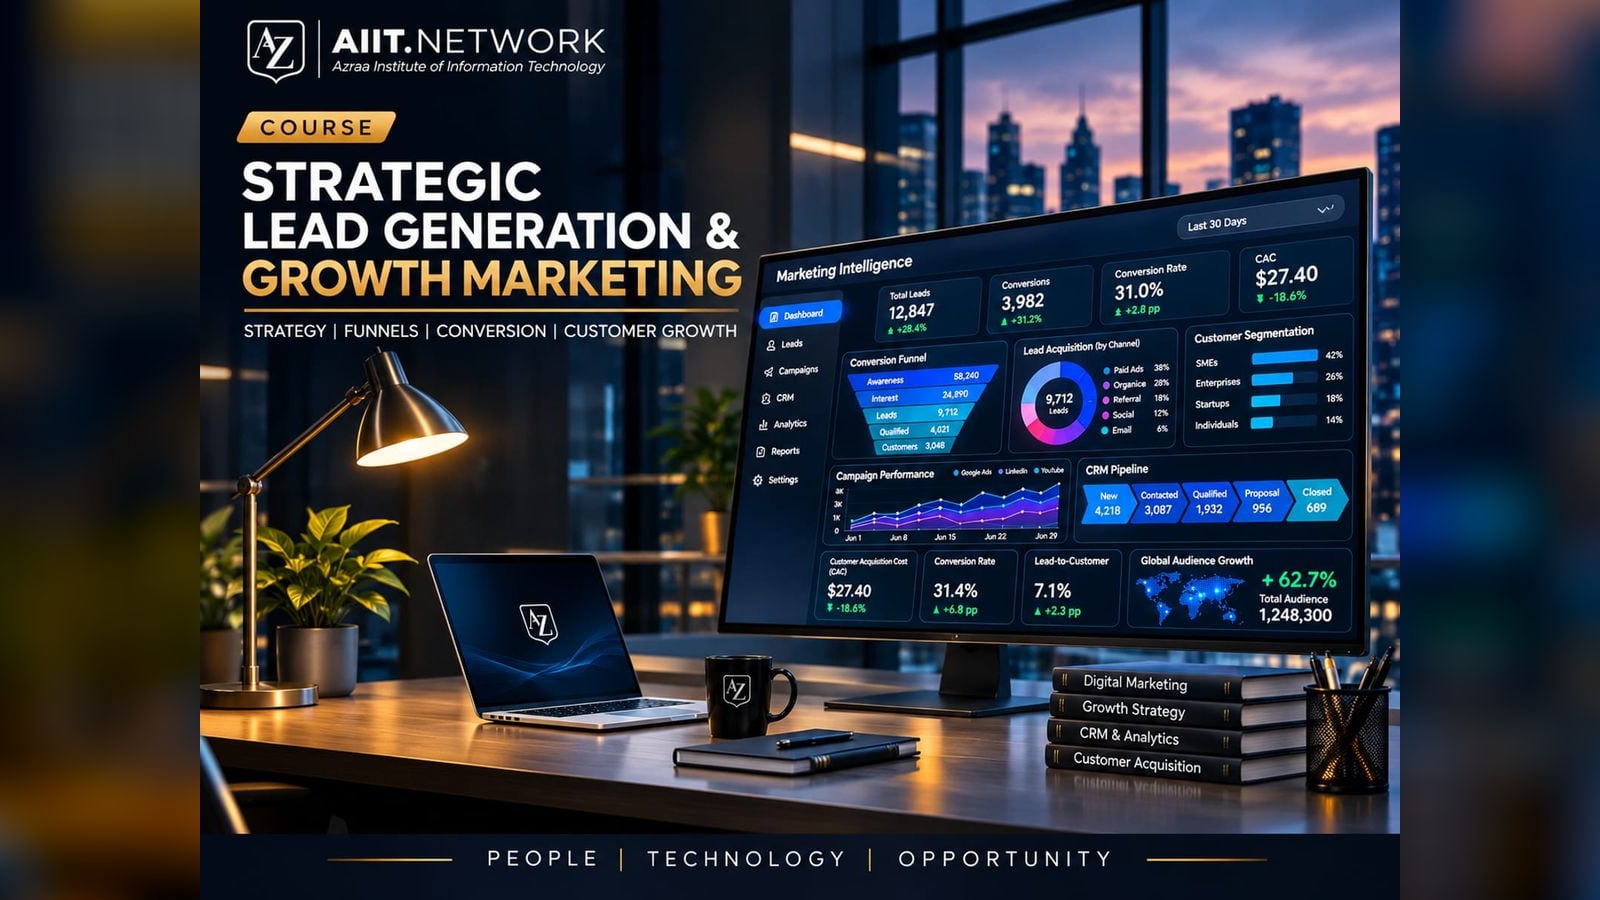 AZ
AIIT.NETWORK
Azraa Institute of Information Technology
COURSE
STRATEGIC
LEAD GENERATION &
GROWTH MARKETING
STRATEGY | FUNNELS | CONVERSION | CUSTOMER GROWTH
Last 30 Days
Marketing Intelligence
Dashboard
Leads
Campaigns
CRM
Analytics
Reports
Settings
Total Leads
12,847
+28.4%
Conversions
3,982
+31.2%
Conversion Rate
31.0%
+2.8 pp
CAC
$27.40
-18.6%
Conversion Funnel
Awareness 58,240
Interest 24,890
Leads 9,712
Qualified 4,021
Customers 3,048
Lead Acquisition (by Channel)
9,712
Leads
Paid Ads 38%
Organice 28%
Referral 18%
Social 12%
Email 6%
Customer Segmentation
SMEs 42%
Enterprises 26%
Startups 18%
Individuals 14%
Campaign Performance
Google Ads LinkedIn Youtube
3K
3K
1K
0
Jun 1 Jun 8 Jun 15 Jun 22 Jun 29
CRM Pipeline
New
4,218
Contacted
3,087
Qualified
1,932
Proposal
956
Closed
689
Customer Acquisition Cost
(CAC)
$27.40
-18.6%
Conversion Rate
31.4%
+6.8 pp
Lead-to-Customer
7.1%
+2.3 pp
Global Audience Growth
+ 62.7%
Total Audience
1,248,300
AZ
AZ
Digital Marketing
Growth Strategy
CRM & Analytics
Customer Acquisition
PEOPLE | TECHNOLOGY | OPPORTUNITY